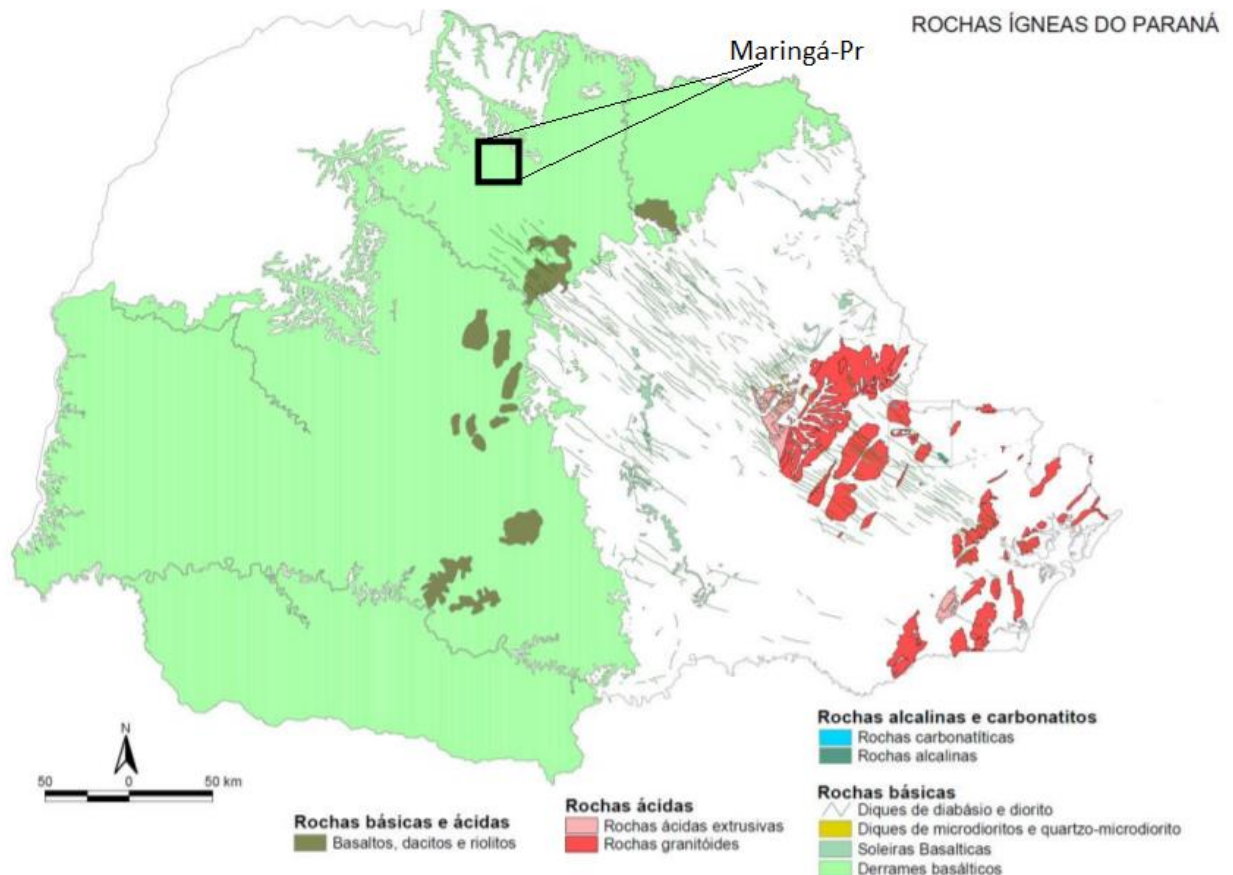 ROCHAS ÍGNEAS DO PARANÁ
Maringá-Pr
N
50 0 50 km
Rochas básicas e ácidas
Basaltos, dacitos e riolitos
Rochas ácidas
Rochas ácidas extrusivas
Rochas granitóides
Rochas alcalinas e carbonatitos
Rochas carbonatíticas
Rochas alcalinas
Rochas básicas
Diques de diabásio e diorito
Diques de microdioritos e quartzo-microdiorito
Soleiras Basalticas
Derrames basálticos